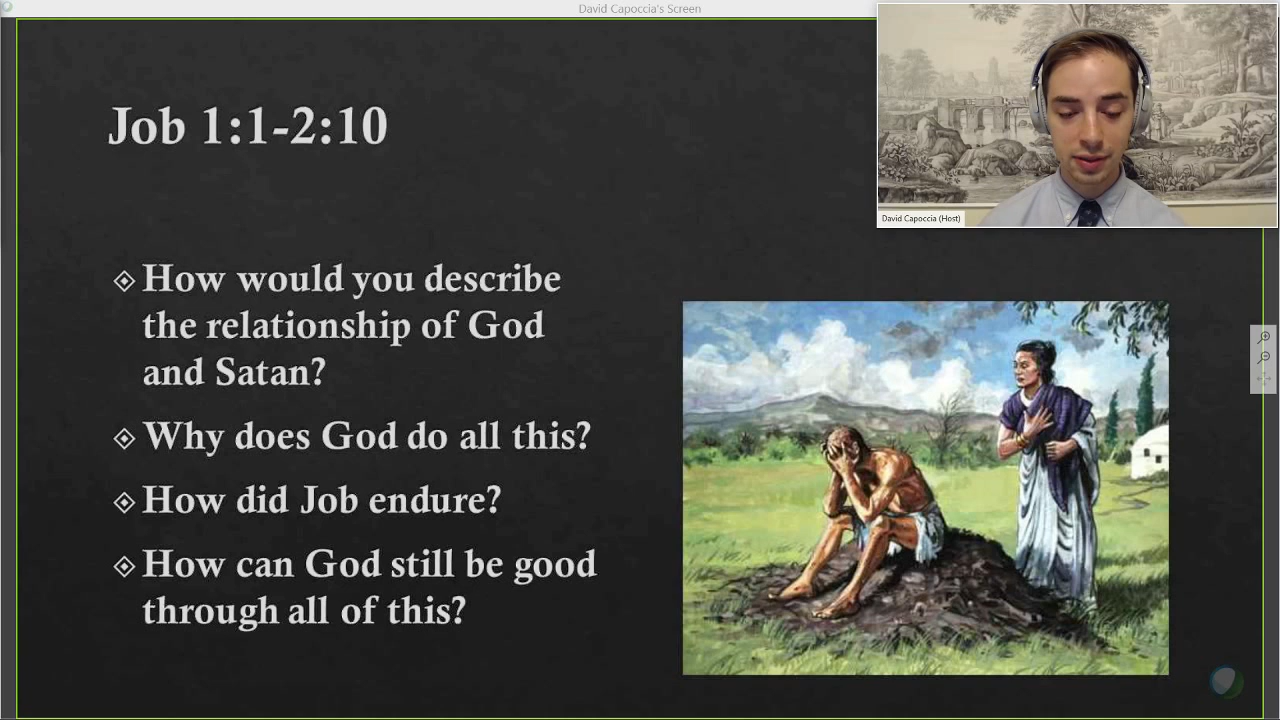 David Capoccia's Screen
David Capoccia (Host)
Job 1:1-2:10
How would you describe
the relationship of God
and Satan?
Why does God do all this?
How did Job endure?
How can God still be good
through all of this?